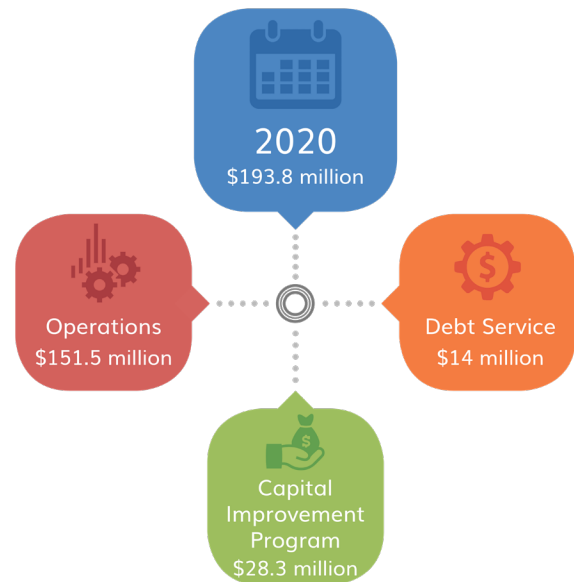 2020
$193.8 million
Operations
$151.5 million
Debt Service
$14 million
Capital
Improvement
Program
$28.3 million